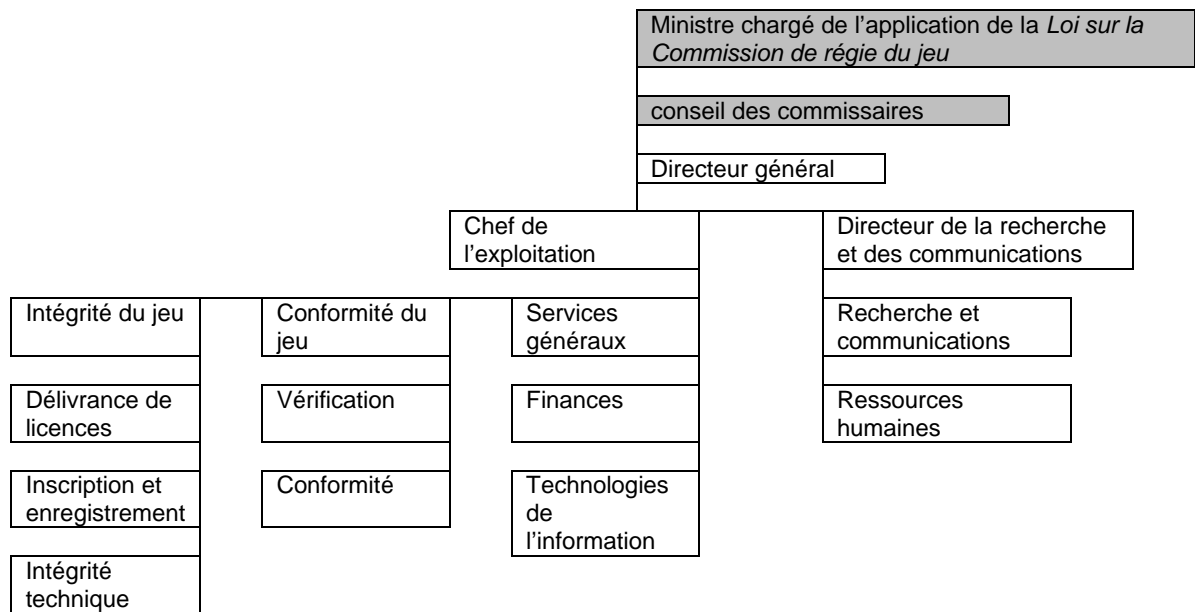 Ministre chargé de l'application de la Loi sur la
Commission de régie du jeu
conseil des commissaires
Directeur général
Chef de
l'exploitation
Directeur de la recherche
et des communications
Intégrité du jeu
Conformité du
jeu
Services
généraux
Recherche et
communications
Délivrance de
licences
Vérification
Finances
Ressources
humaines
Inscription et
enregistrement
Conformité
Technologies
de
l'information
Intégrité
technique